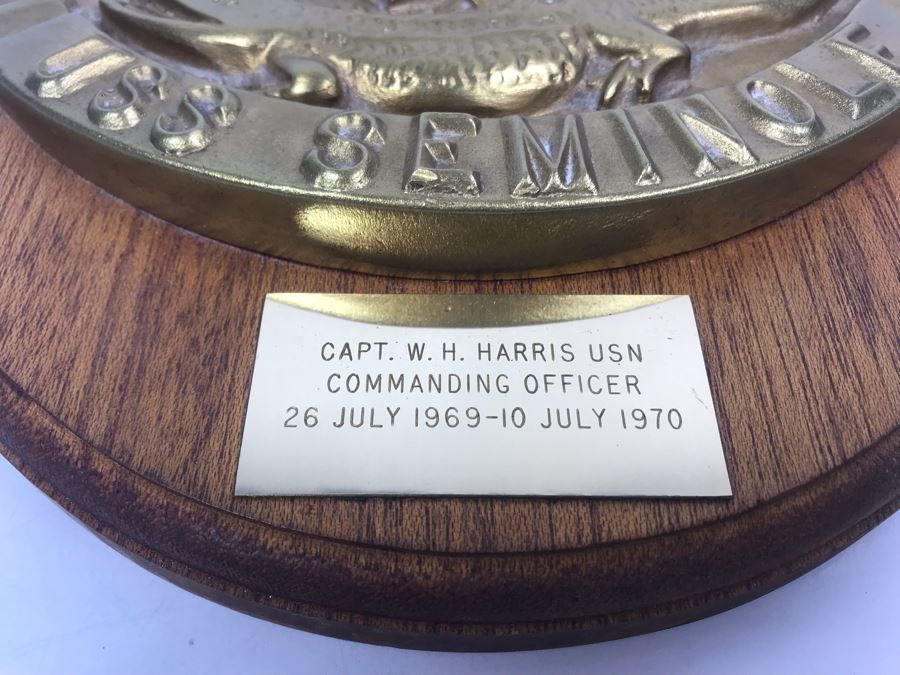 USS SEMINOLE
CAPT. W. H. HARRIS USN
COMMANDING OFFICER
26 JULY 1969-10 JULY 1970